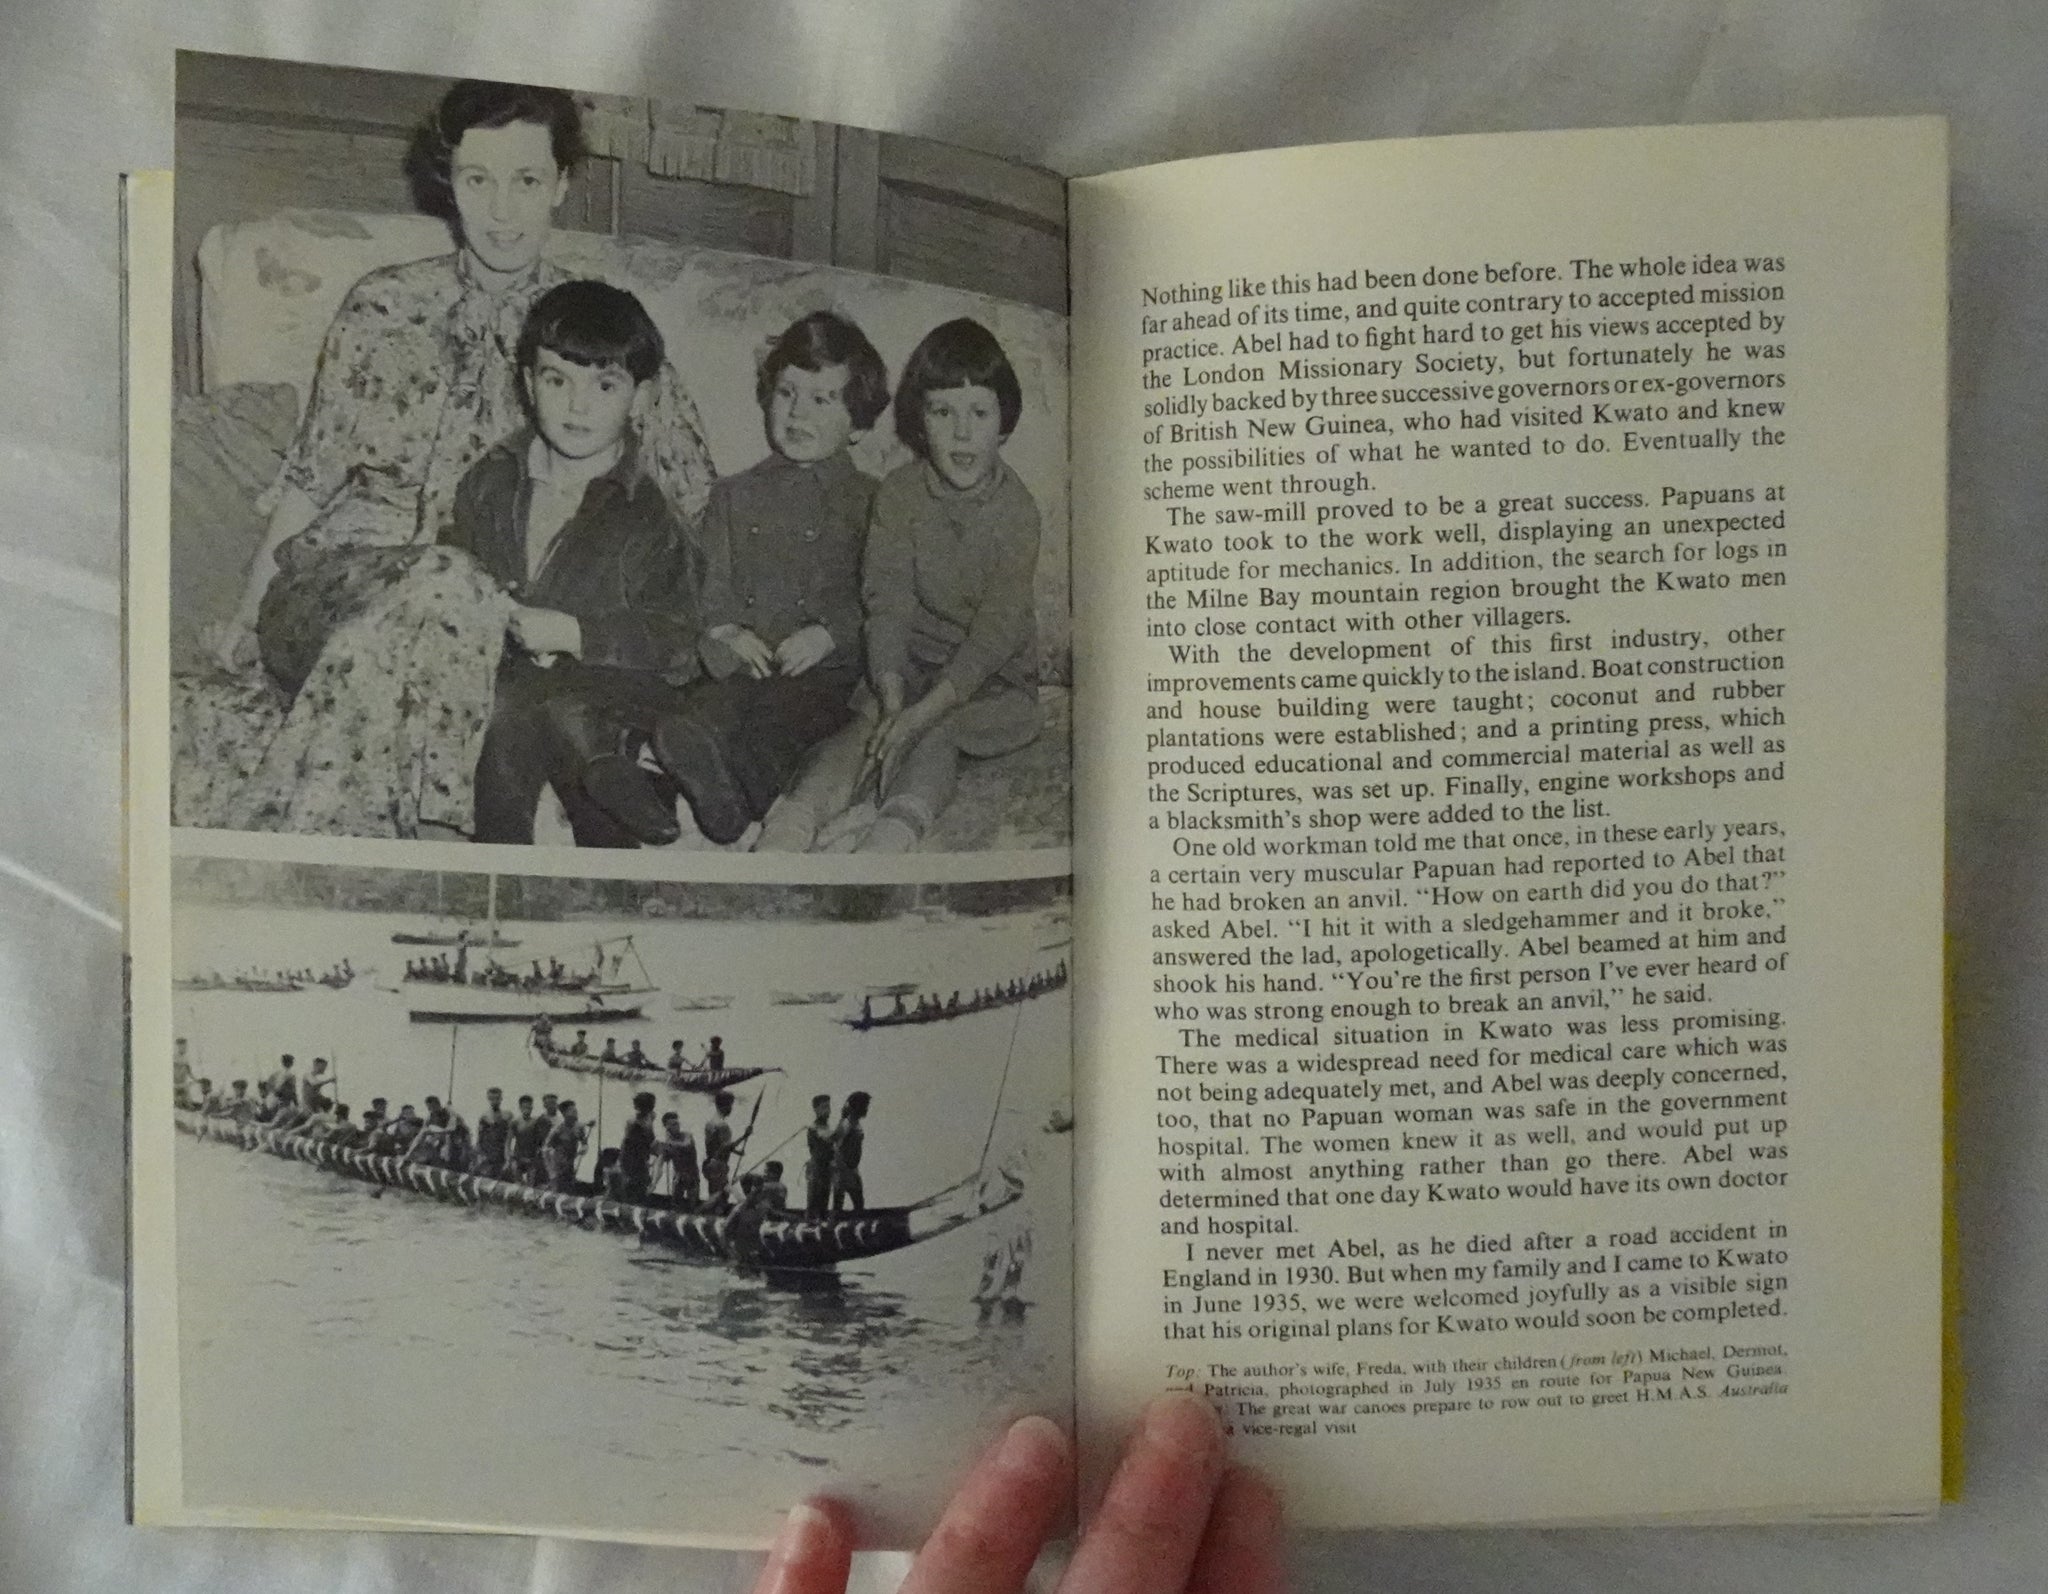 Nothing like this had been done before. The whole idea was
far ahead of its time, and quite contrary to accepted mission
practice. Abel had to fight hard to get his views accepted by
the London Missionary Society, but fortunately he was
solidly backed by three successive governors or ex-governors
of British New Guinea, who had visited Kwato and knew
the possibilities of what he wanted to do. Eventually the
scheme went through.
The saw-mill proved to be a great success. Papuans at
Kwato took to the work well, displaying an unexpected
aptitude for mechanics. In addition, the search for logs in
the Milne Bay mountain region brought the Kwato men
into close contact with other villagers.
With the development of this first industry, other
improvements came quickly to the island. Boat construction
and house building were taught; coconut and rubber
plantations were established; and a printing press, which
produced educational and commercial material as well as
the Scriptures, was set up. Finally, engine workshops and
a blacksmith's shop were added to the list.
One old workman told me that once, in these early years,
a certain very muscular Papuan had reported to Abel that
he had broken an anvil. "How on earth did you do that?"
asked Abel. "I hit it with a sledgehammer and it broke,"
answered the lad, apologetically. Abel beamed at him and
shook his hand. "You're the first person I've ever heard of
who was strong enough to break an anvil," he said.
The medical situation in Kwato was less promising.
There was a widespread need for medical care which was
not being adequately met, and Abel was deeply concerned,
too, that no Papuan woman was safe in the government
hospital. The women knew it as well, and would put up
with almost anything rather than go there. Abel was
determined that one day Kwato would have its own doctor
and hospital.
I never met Abel, as he died after a road accident in
England in 1930. But when my family and I came to Kwato
in June 1935, we were welcomed joyfully as a visible sign
that his original plans for Kwato would soon be completed.
Top: The author's wife, Freda, with their children (from left) Michael, Dermot,
Patricia, photographed in July 1935 en route for Papua New Guinea.
The great war canoes prepare to row out to greet H.M.A.S. Australia
a vice-regal visit